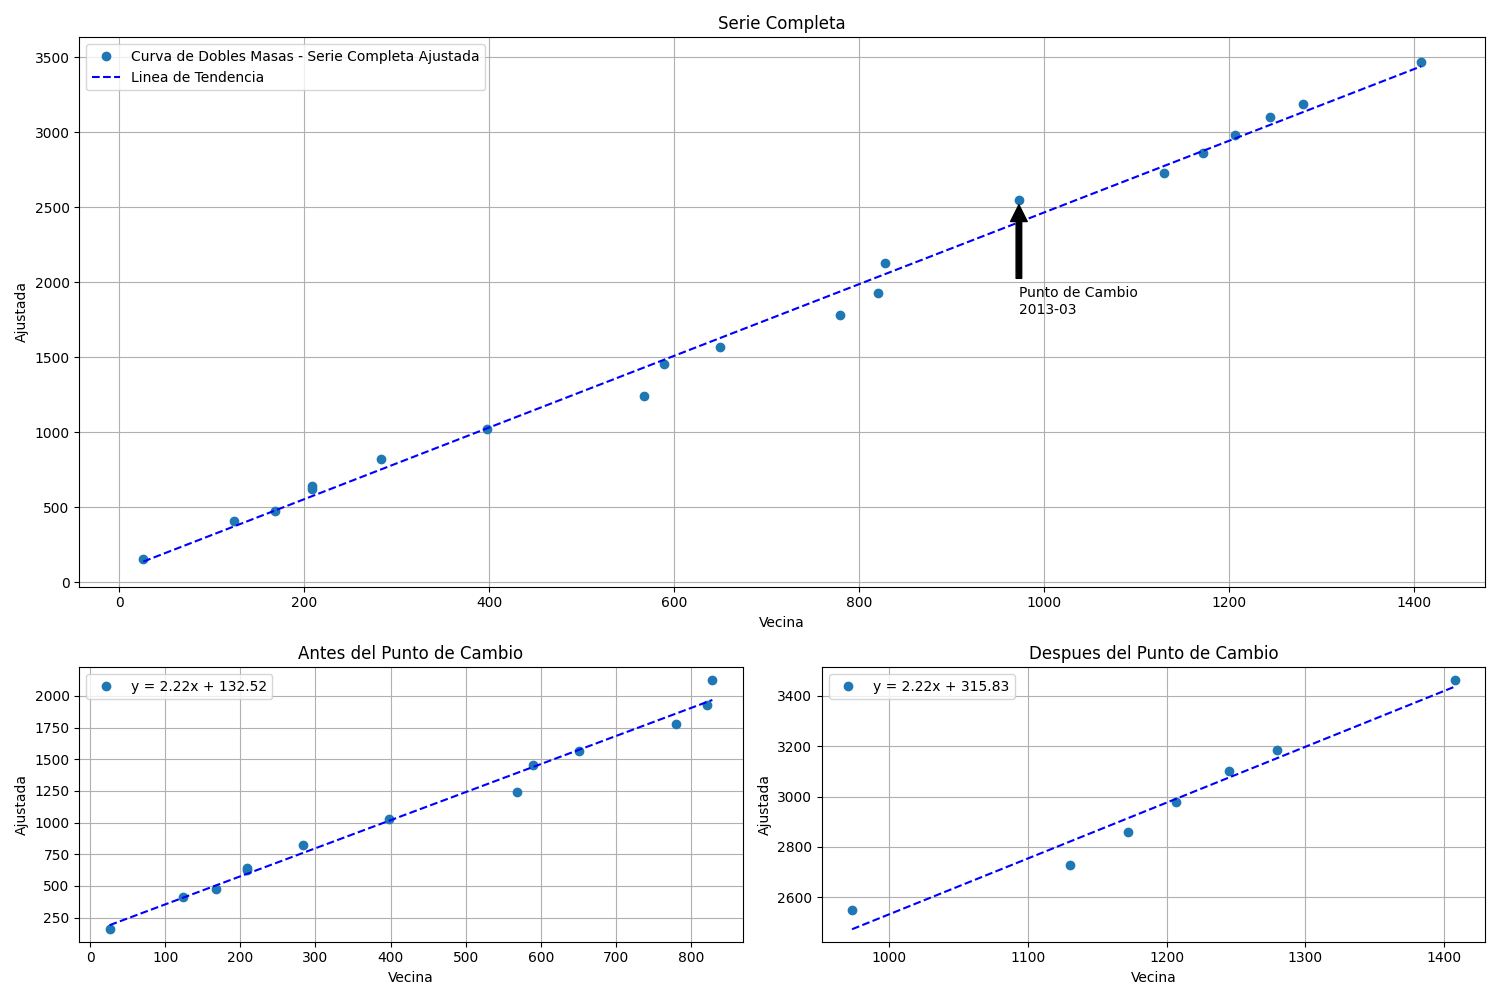 Serie Completa
Curva de Dobles Masas - Serie Completa Ajustada
Linea de Tendencia
3500
3000
2500
2000
1500
1000
500
0
Ajustada
Punto de Cambio
2013-03
0 200 400 600 800 1000 1200 1400
Vecina
Antes del Punto de Cambio
y = 2.22x + 132.52
2000
1750
1500
1250
1000
750
500
250
Ajustada
0 100 200 300 400 500 600 700 800
Vecina
Despues del Punto de Cambio
y = 2.22x + 315.83
3400
3200
3000
2800
2600
Ajustada
1000 1100 1200 1300 1400
Vecina